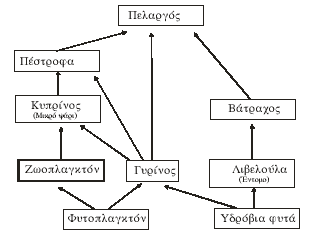 Πελαργός
Πέστροφα
Κυπρίνος
(Μικρό ψάρι)
Βάτραχος
Ζωοπλαγκτόν
Γυρίνος
Λιβελούλα
(Έντομο)
Φυτοπλαγκτόν
Υδρόβια φυτά